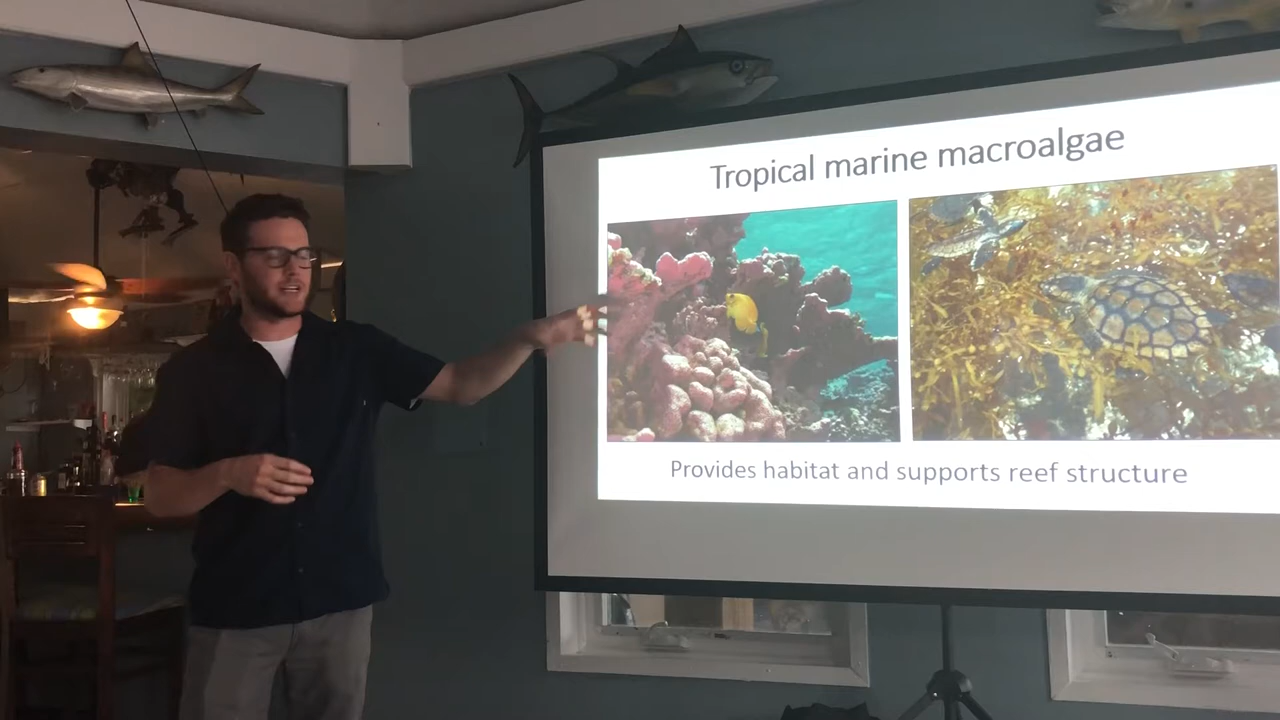 Tropical marine macroalgae
Provides habitat and supports reef structure